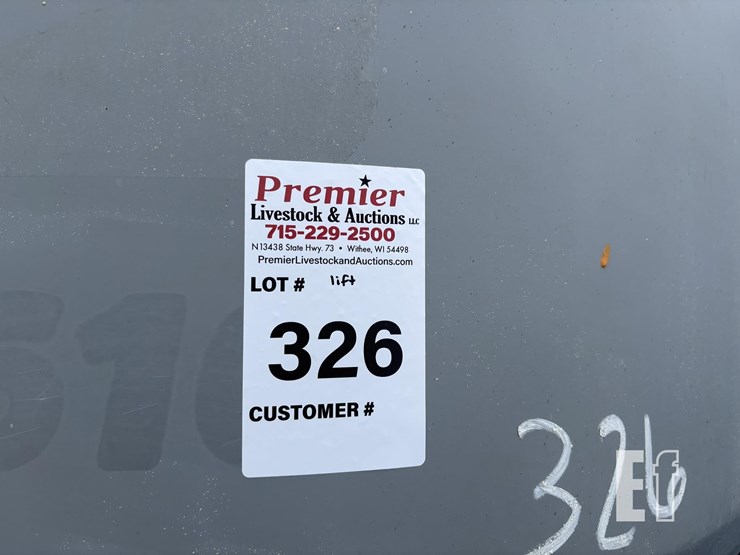 Premier
Livestock & Auctions LLC
715-229-2500
N13438 State Hwy. 73 • Withee, WI 54498
PremierLivestockandAuctions.com
LOT # lift
326
CUSTOMER #
326
Ef